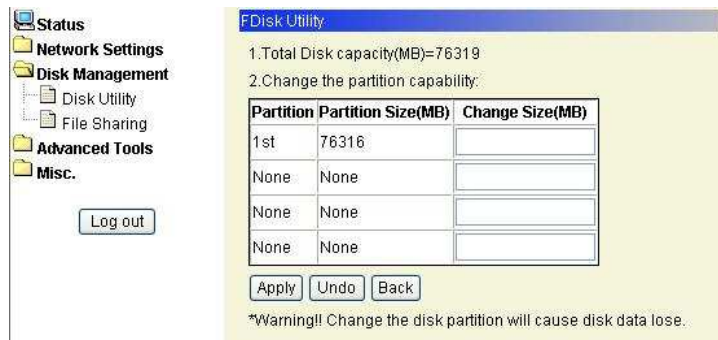 Status
Network Settings
Disk Management
Disk Utility
File Sharing
Advanced Tools
Misc.
Log out
FDisk Utility
1.Total Disk capacity(MB)=76319
2.Change the partition capability:
Partition Partition Size(MB) Change Size(MB)
1st 76316
None None
None None
None None
Apply Undo Back
*Warning!! Change the disk partition will cause disk data lose.